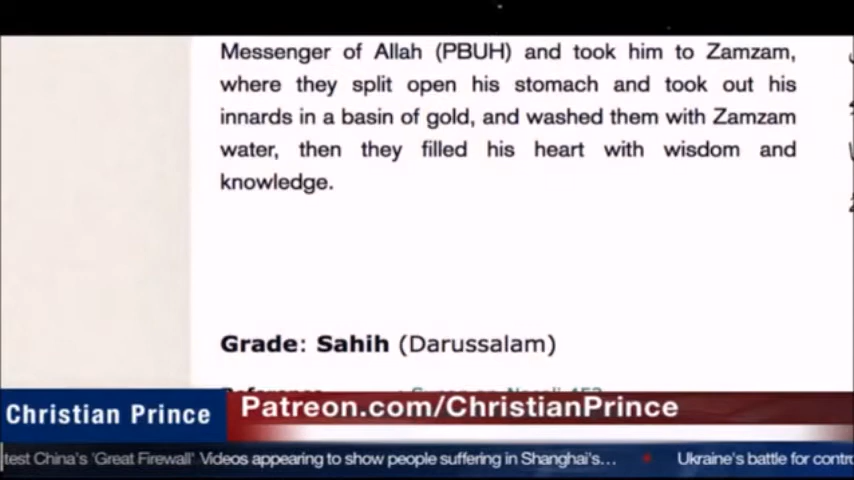 Messenger of Allah (PBUH) and took him to Zamzam,
where they split open his stomach and took out his
innards in a basin of gold, and washed them with Zamzam
water, then they filled his heart with wisdom and
knowledge.
Grade: Sahih (Darussalam)
Christian Prince
Patreon.com/ChristianPrince
test China's 'Great Firewall' Videos appearing to show people suffering in Shanghai's... Ukraine's battle for